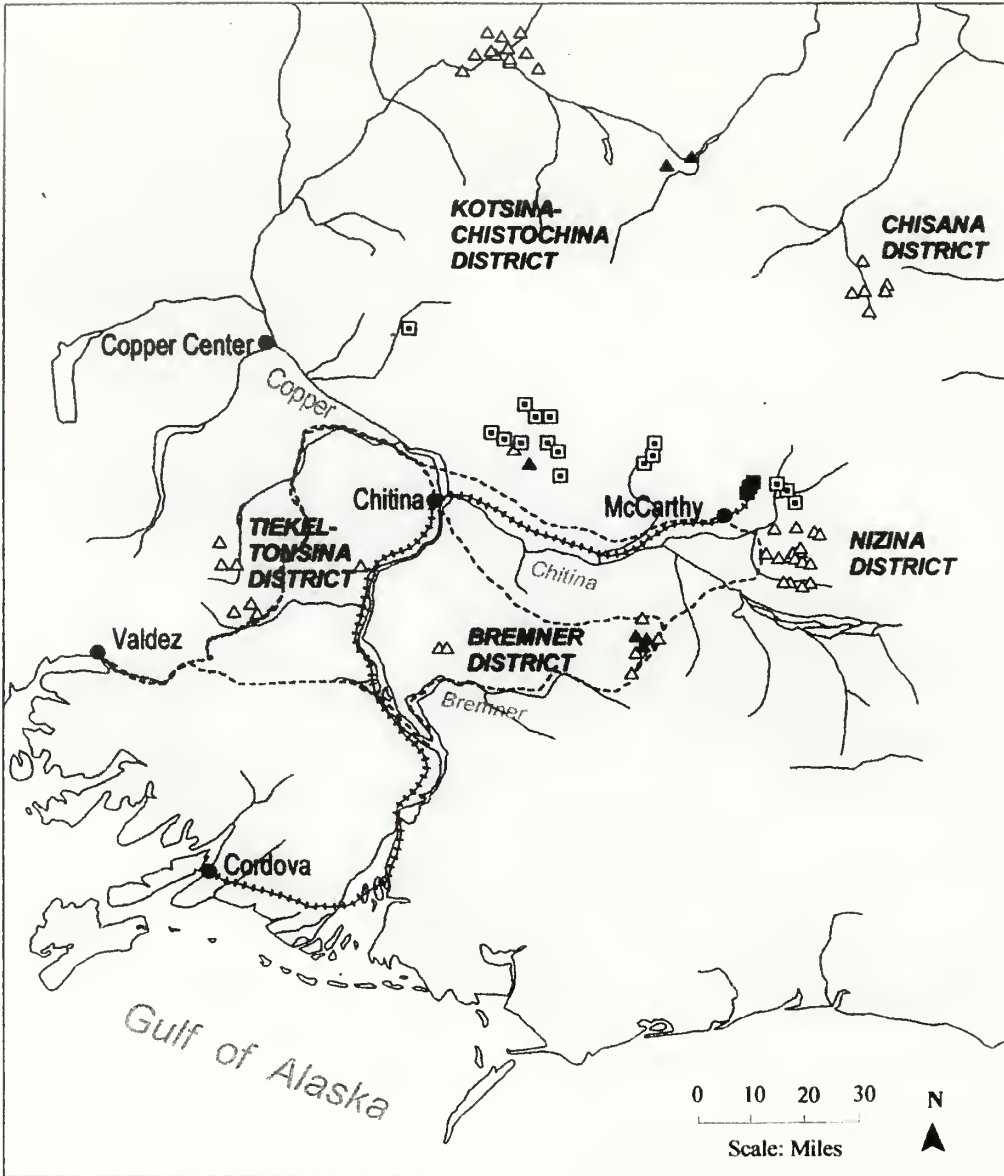 KOTSINA-
CHISTOCHINA
DISTRICT
CHISANA
DISTRICT
Copper Center
Copper
Chitina
McCarthy
TIEKEL-
TONSINA
DISTRICT
NIZINA
DISTRICT
Chitina
Valdez
BREMNER
DISTRICT
Bremner
Cordova
Gulf of Alaska
0 10 20 30
N
Scale: Miles